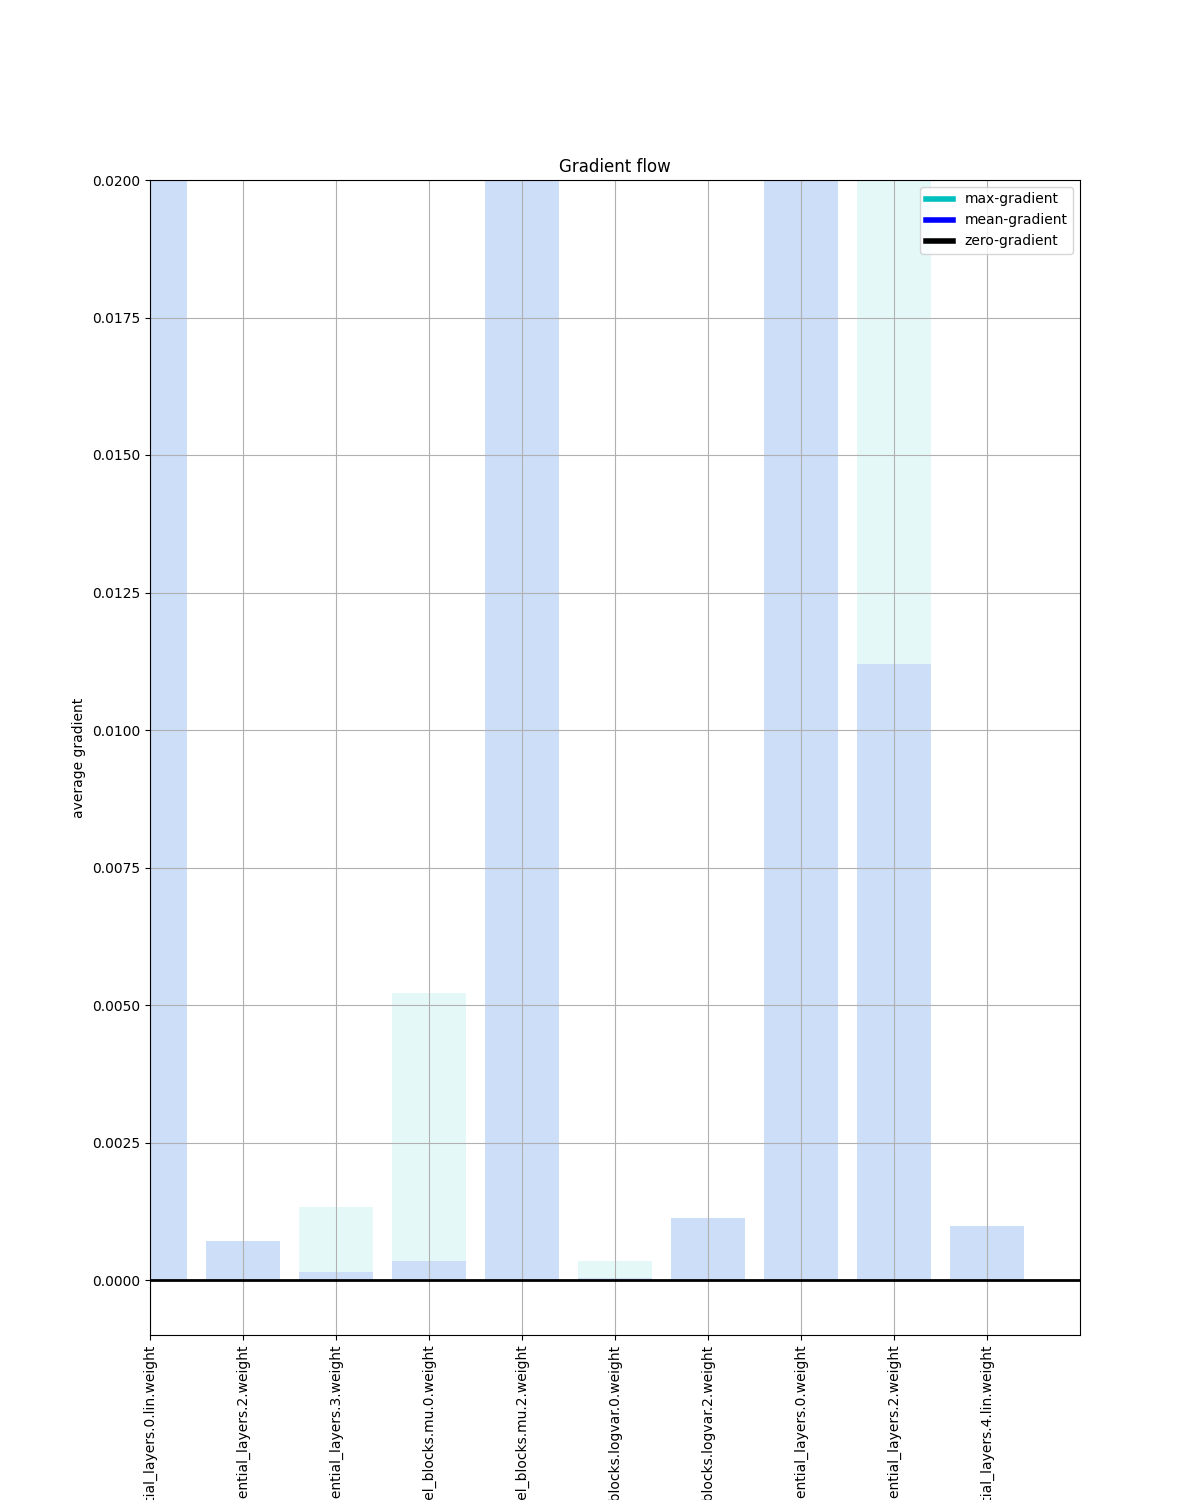 Gradient flow
max-gradient
mean-gradient
zero-gradient
0.0200
0.0175
0.0150
0.0125
0.0100
0.0075
0.0050
0.0025
0.0000
average gradient
tial_layers.0.lin.weight
ential_layers.2.weight
ential_layers.3.weight
el_blocks.mu.0.weight
el_blocks.mu.2.weight
blocks.logvar.0.weight
blocks.logvar.2.weight
ential_layers.0.weight
ential_layers.2.weight
tial_layers.4.lin.weight